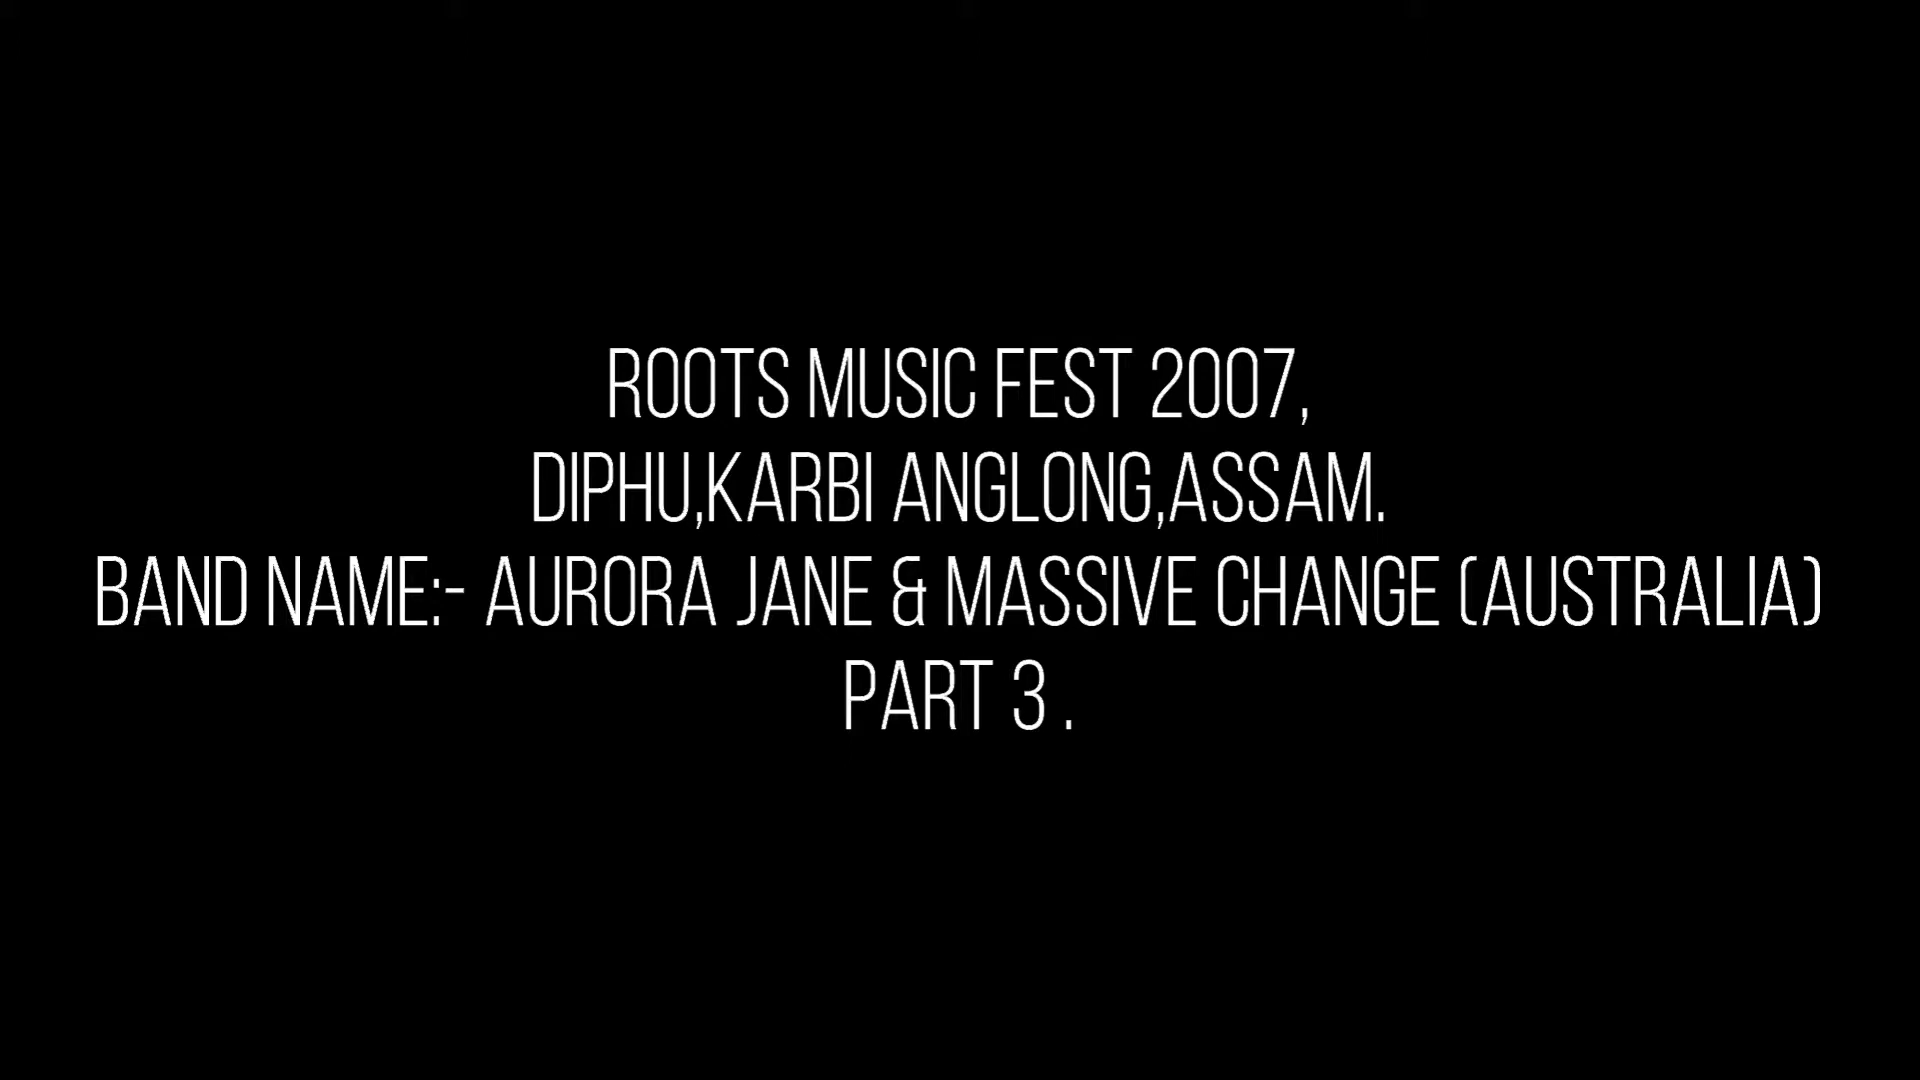 ROOTS MUSIC FEST 2007,
DIPHU,KARBI ANGLONG,ASSAM.
BAND NAME:- AURORA JANE & MASSIVE CHANGE (AUSTRALIA)
PART 3 .